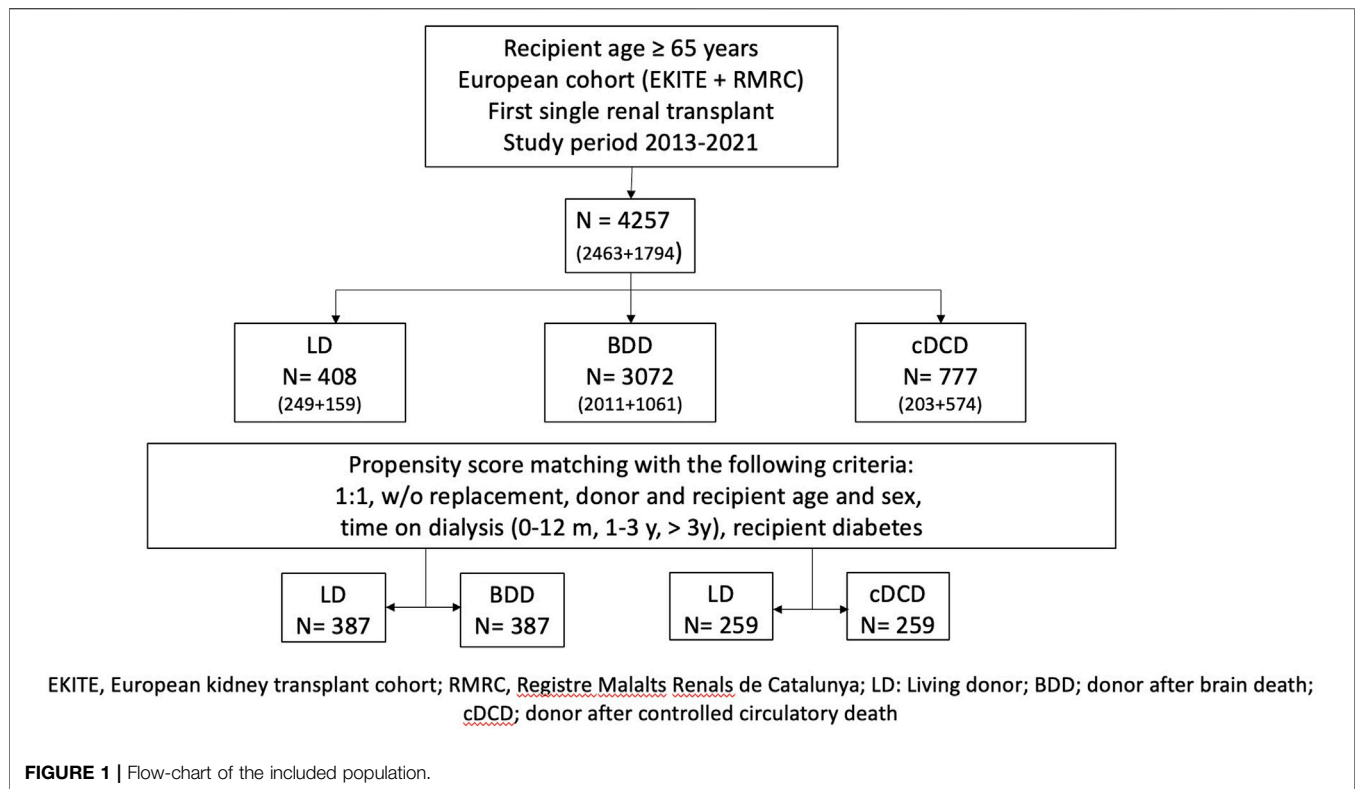 Recipient age ≥ 65 years
European cohort (EKITE + RMRC)
First single renal transplant
Study period 2013-2021
N = 4257
(2463+1794)
LD
N= 408
(249+159)
BDD
N= 3072
(2011+1061)
cDCD
N= 777
(203+574)
Propensity score matching with the following criteria:
1:1, w/o replacement, donor and recipient age and sex,
time on dialysis (0-12 m, 1-3 y, > 3y), recipient diabetes
LD
N= 387
BDD
N= 387
LD
N= 259
cDCD
N= 259
EKITE, European kidney transplant cohort; RMRC, Registre Malalts Renals de Catalunya; LD: Living donor; BDD; donor after brain death;
cDCD; donor after controlled circulatory death
FIGURE 1 | Flow-chart of the included population.